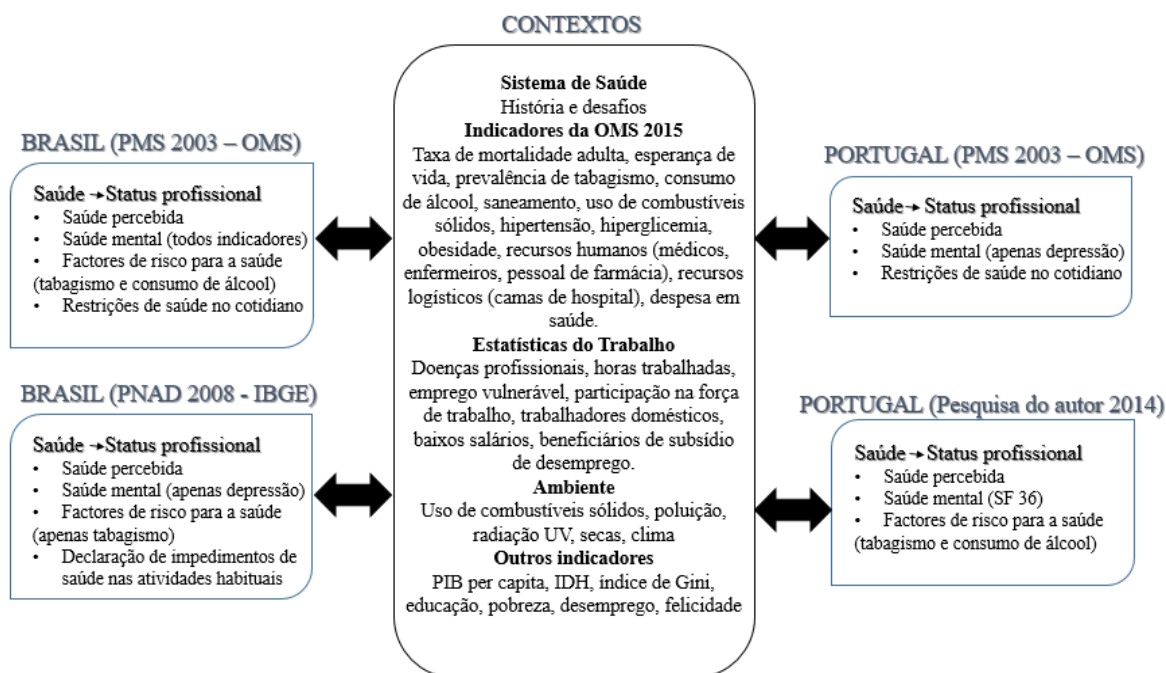 CONTEXTOS
BRASIL (PMS 2003 – OMS)
Saúde → Status profissional
• Saúde percebida
• Saúde mental (todos indicadores)
• Factores de risco para a saúde
(tabagismo e consumo de álcool)
• Restrições de saúde no cotidiano
BRASIL (PNAD 2008 - IBGE)
Saúde → Status profissional
• Saúde percebida
• Saúde mental (apenas depressão)
• Factores de risco para a saúde
(apenas tabagismo)
• Declaração de impedimentos de
saúde nas atividades habituais
Sistema de Saúde
História e desafios
Indicadores da OMS 2015
Taxa de mortalidade adulta, esperança de
vida, prevalência de tabagismo, consumo
de álcool, saneamento, uso de combustíveis
sólidos, hipertensão, hiperglicemia,
obesidade, recursos humanos (médicos,
enfermeiros, pessoal de farmácia), recursos
logísticos (camas de hospital), despesa em
saúde.
Estatísticas do Trabalho
Doenças profissionais, horas trabalhadas,
emprego vulnerável, participação na força
de trabalho, trabalhadores domésticos,
baixos salários, beneficiários de subsídio
de desemprego.
Ambiente
Uso de combustíveis sólidos, poluição,
radiação UV, secas, clima
Outros indicadores
PIB per capita, IDH, índice de Gini,
educação, pobreza, desemprego, felicidade
PORTUGAL (PMS 2003 – OMS)
Saúde → Status profissional
• Saúde percebida
• Saúde mental (apenas depressão)
• Restrições de saúde no cotidiano
PORTUGAL (Pesquisa do autor 2014)
Saúde → Status profissional
• Saúde percebida
• Saúde mental (SF 36)
• Factores de risco para a saúde
(tabagismo e consumo de álcool)